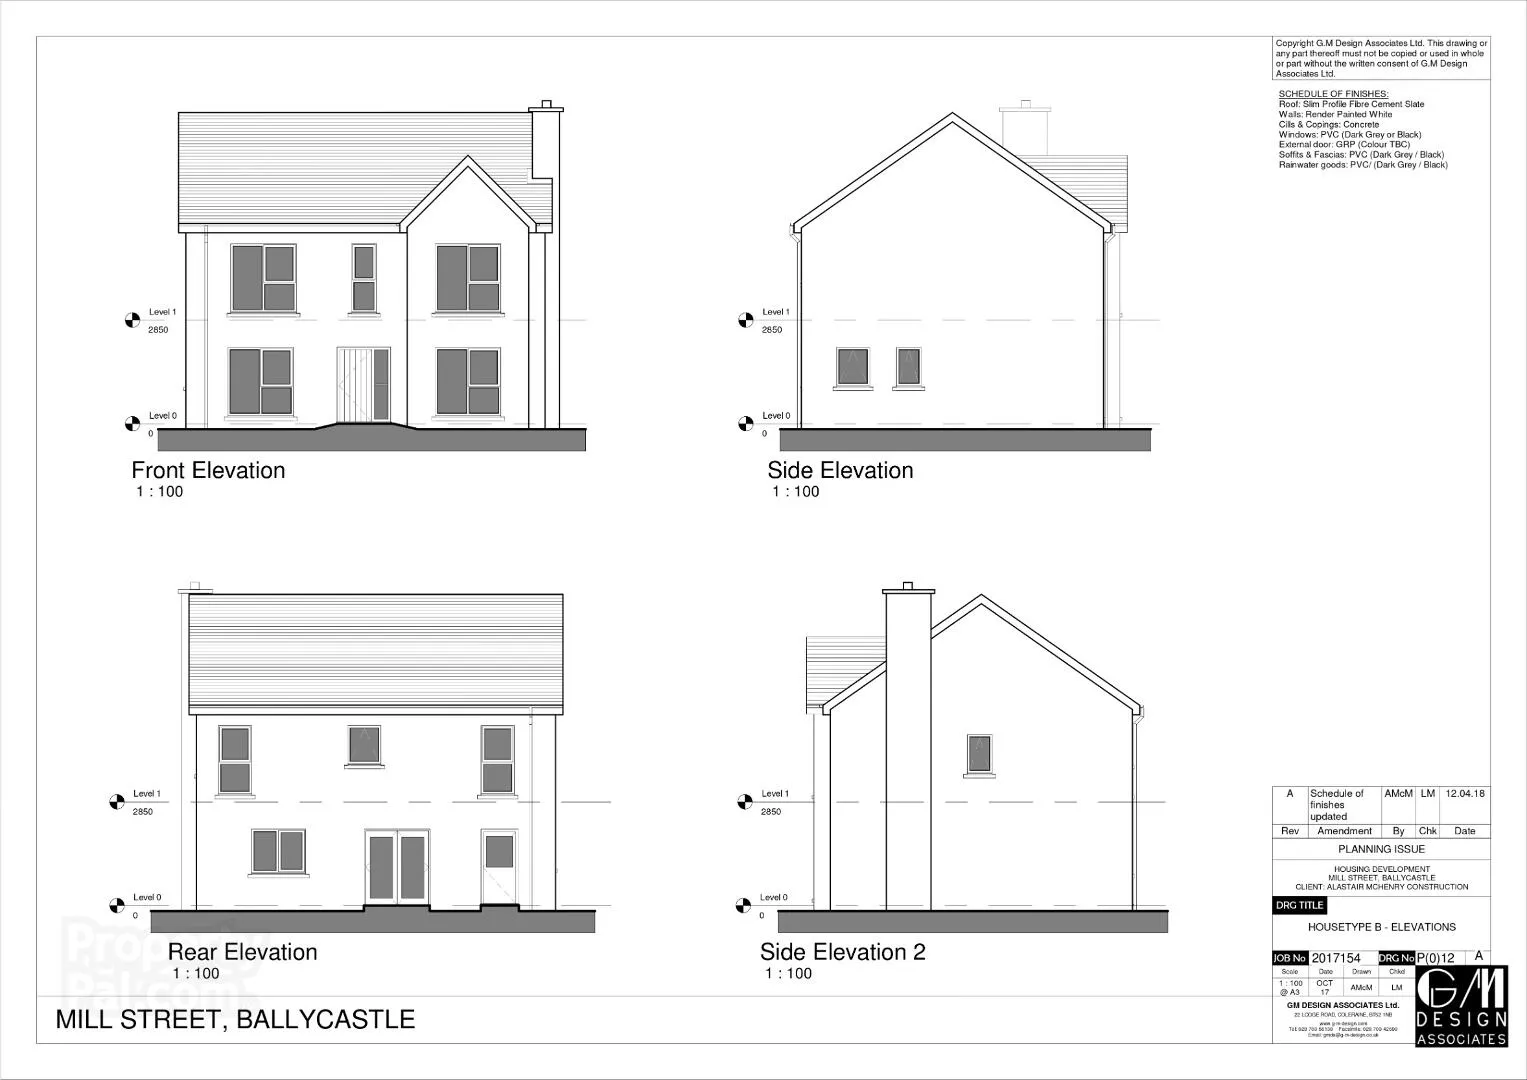 Copyright G.M Design Associates Ltd. This drawing or
any part thereoff must not be copied or used in whole
or part without the written consent of G.M Design
Associates Ltd.
SCHEDULE OF FINISHES:
Roof: Slim Profile Fibre Cement Slate
Walls: Render Painted White
Cills & Copings: Concrete
Windows: PVC (Dark Grey or Black)
External door: GRP (Colour TBC)
Soffits & Fascias: PVC (Dark Grey / Black)
Rainwater goods: PVC/ (Dark Grey / Black)
Level 1
2850
Level 0
0
Front Elevation
1 : 100
Level 1
2850
Level 0
0
Side Elevation
1 : 100
Level 1
2850
Level 0
0
Rear Elevation
1 : 100
Level 1
2850
Level 0
0
Side Elevation 2
1 : 100
Property
Pal.com
MILL STREET, BALLYCASTLE
A Schedule of finishes updated AMcM LM 12.04.18
Rev Amendment By Chk Date
PLANNING ISSUE
HOUSING DEVELOPMENT
MILL STREET, BALLYCASTLE
CLIENT: ALASTAIR MCHENRY CONSTRUCTION
DRG TITLE
HOUSETYPE B - ELEVATIONS
JOB No 2017154 DRG No P(0)12 A
Scale Date Drawn Chkd
1 : 100 @ A3 OCT 17 AMcM LM
GM DESIGN ASSOCIATES Ltd.
22 LODGE ROAD, COLERAINE, BT52 1NB
www.g-m-design.com
GM
DESIGN
ASSOCIATES